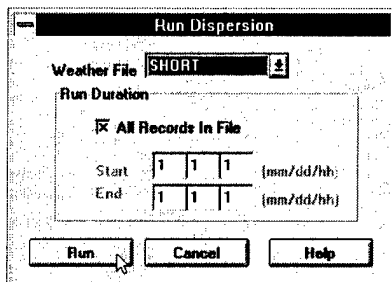 Run Dispersion
Weather File SHORT
Run Duration
All Records In File
Start 1 1 1 (mm/dd/hh)
End 1 1 1 (mm/dd/hh)
Run Cancel Help